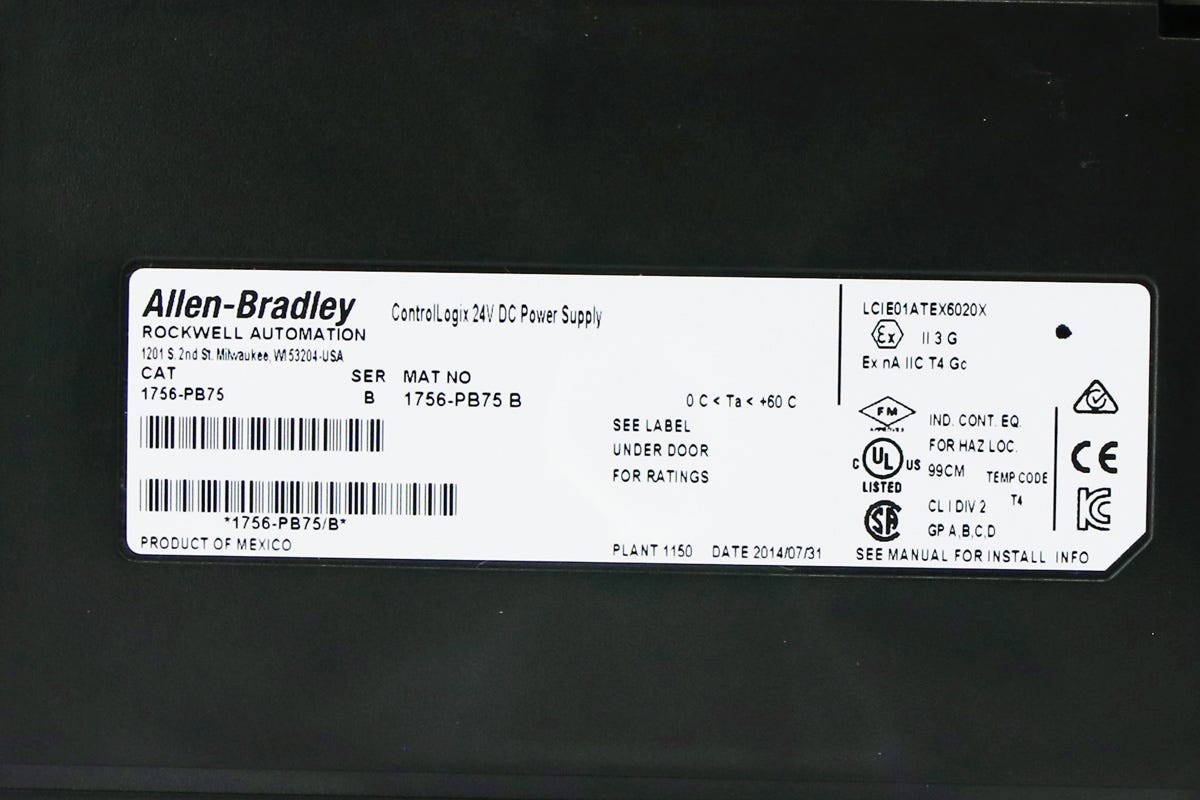 Allen-Bradley
ROCKWELL AUTOMATION
1201 S. 2nd St. Milwaukee, WI 53204-USA
ControlLogix 24V DC Power Supply
CAT
1756-PB75
SER
B
MAT NO
1756-PB75 B
0 C < Ta < +60 C
SEE LABEL
UNDER DOOR
FOR RATINGS
*1756-PB75/B*
PRODUCT OF MEXICO
PLANT 1150 DATE 2014/07/31
LCIE01ATEX6020X
Ex II 3 G
Ex nA IIC T4 Gc
FM
APPROVED
C UL US
LISTED
SA
IND. CONT. EQ.
FOR HAZ LOC.
99CM
TEMP CODE
T4
CL I DIV 2
GP A,B,C,D
SEE MANUAL FOR INSTALL INFO
CE